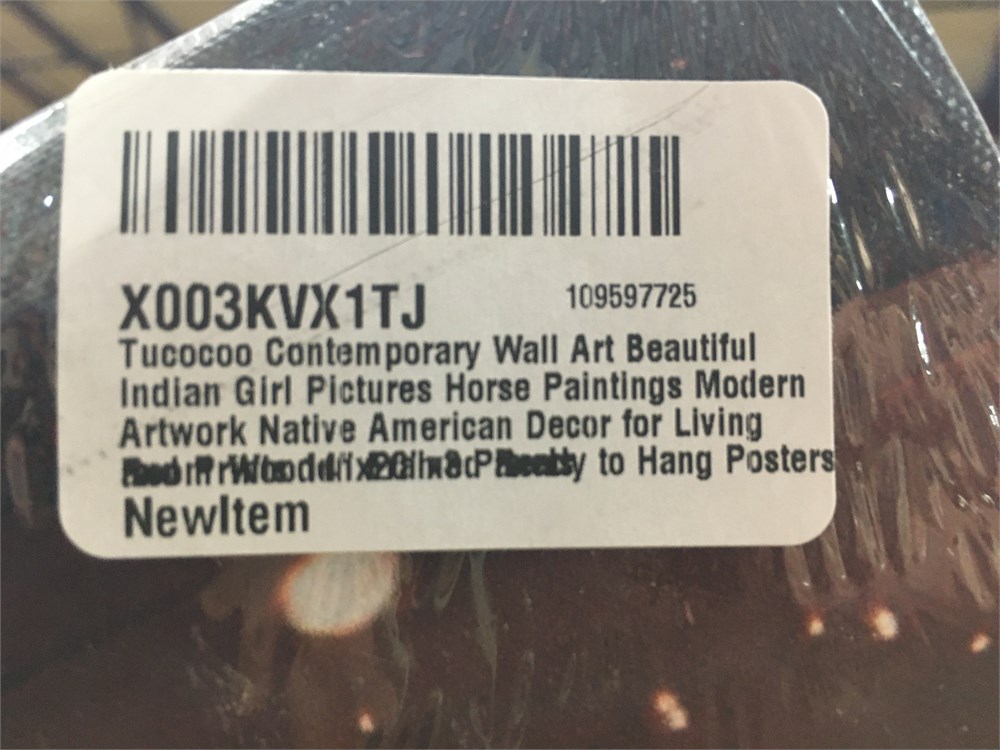 X003KVX1TJ
109597725
Tucocoo Contemporary Wall Art Beautiful
Indian Girl Pictures Horse Paintings Modern
Artwork Native American Decor for Living
to Hang Posters
NewItem